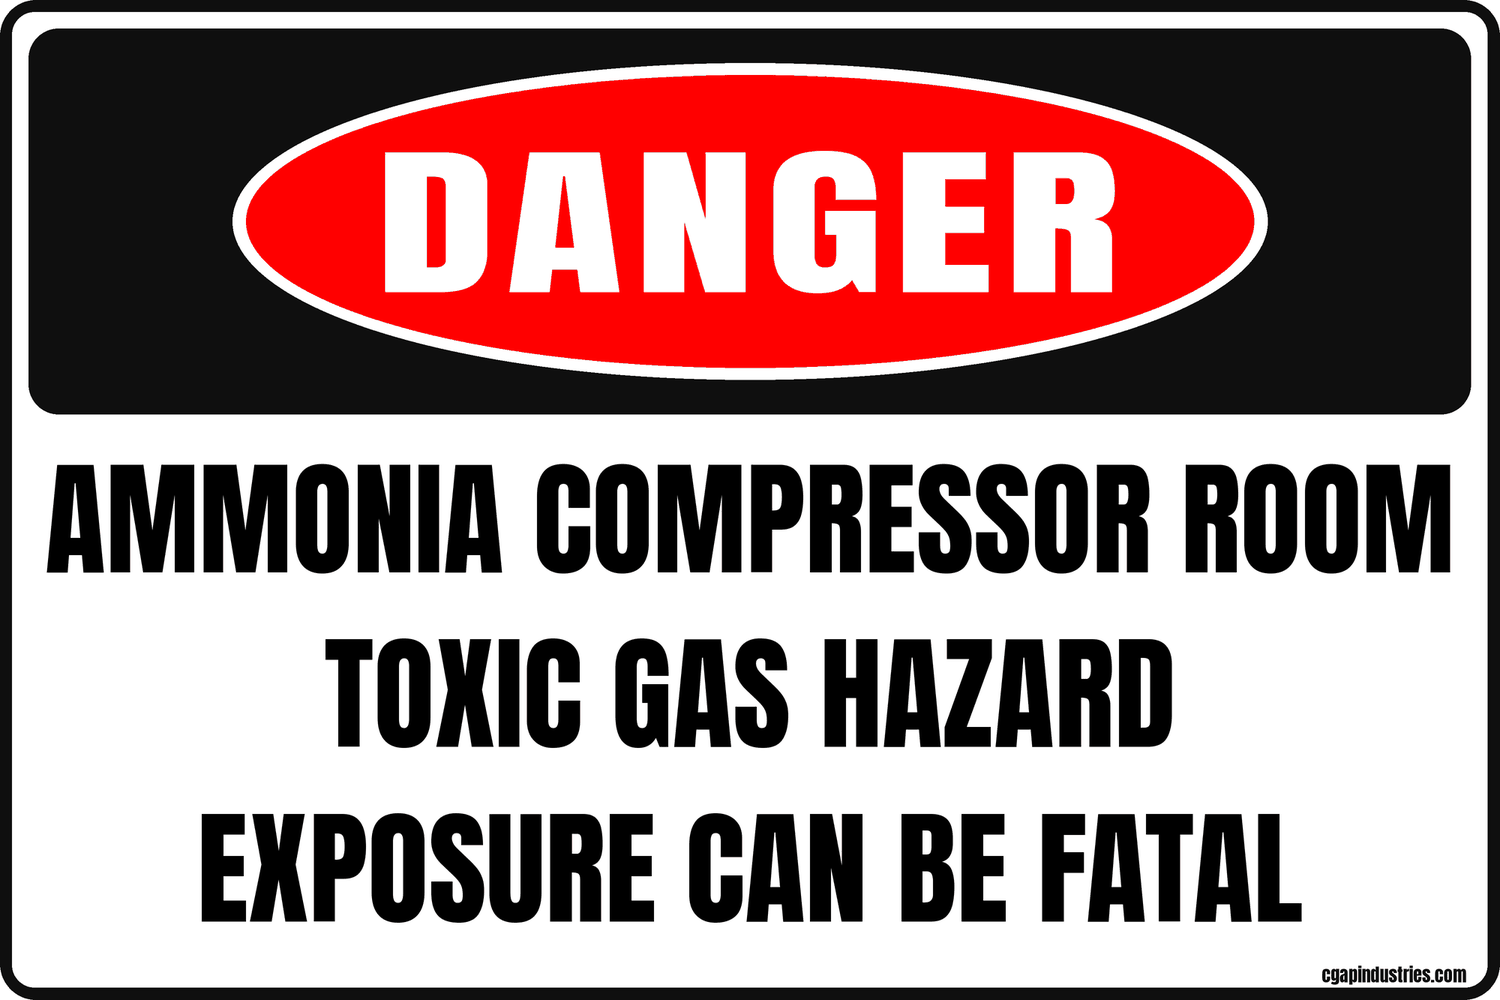 DANGER
AMMONIA COMPRESSOR ROOM
TOXIC GAS HAZARD
EXPOSURE CAN BE FATAL
cgapindustries.com